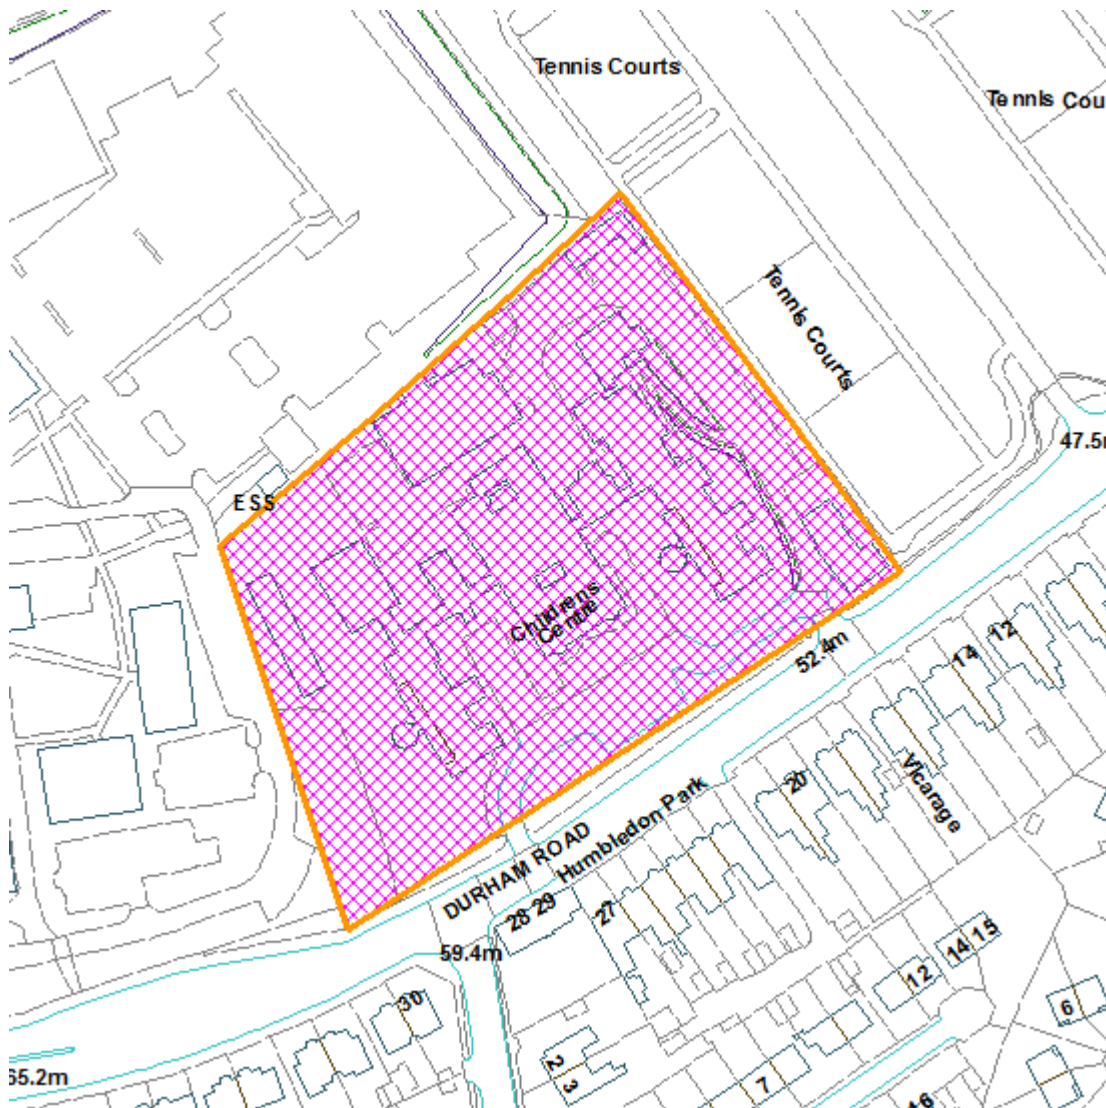 Tennis Courts
Tennis Cou
Tennis Courts
47.5m
ESS
Childrens
Centre
52.4m
12
14
Vicarage
20
Humbledon Park
DURHAM ROAD
28 29
27
59.4m
14 15
12
6
30
2
3
7
16
65.2m